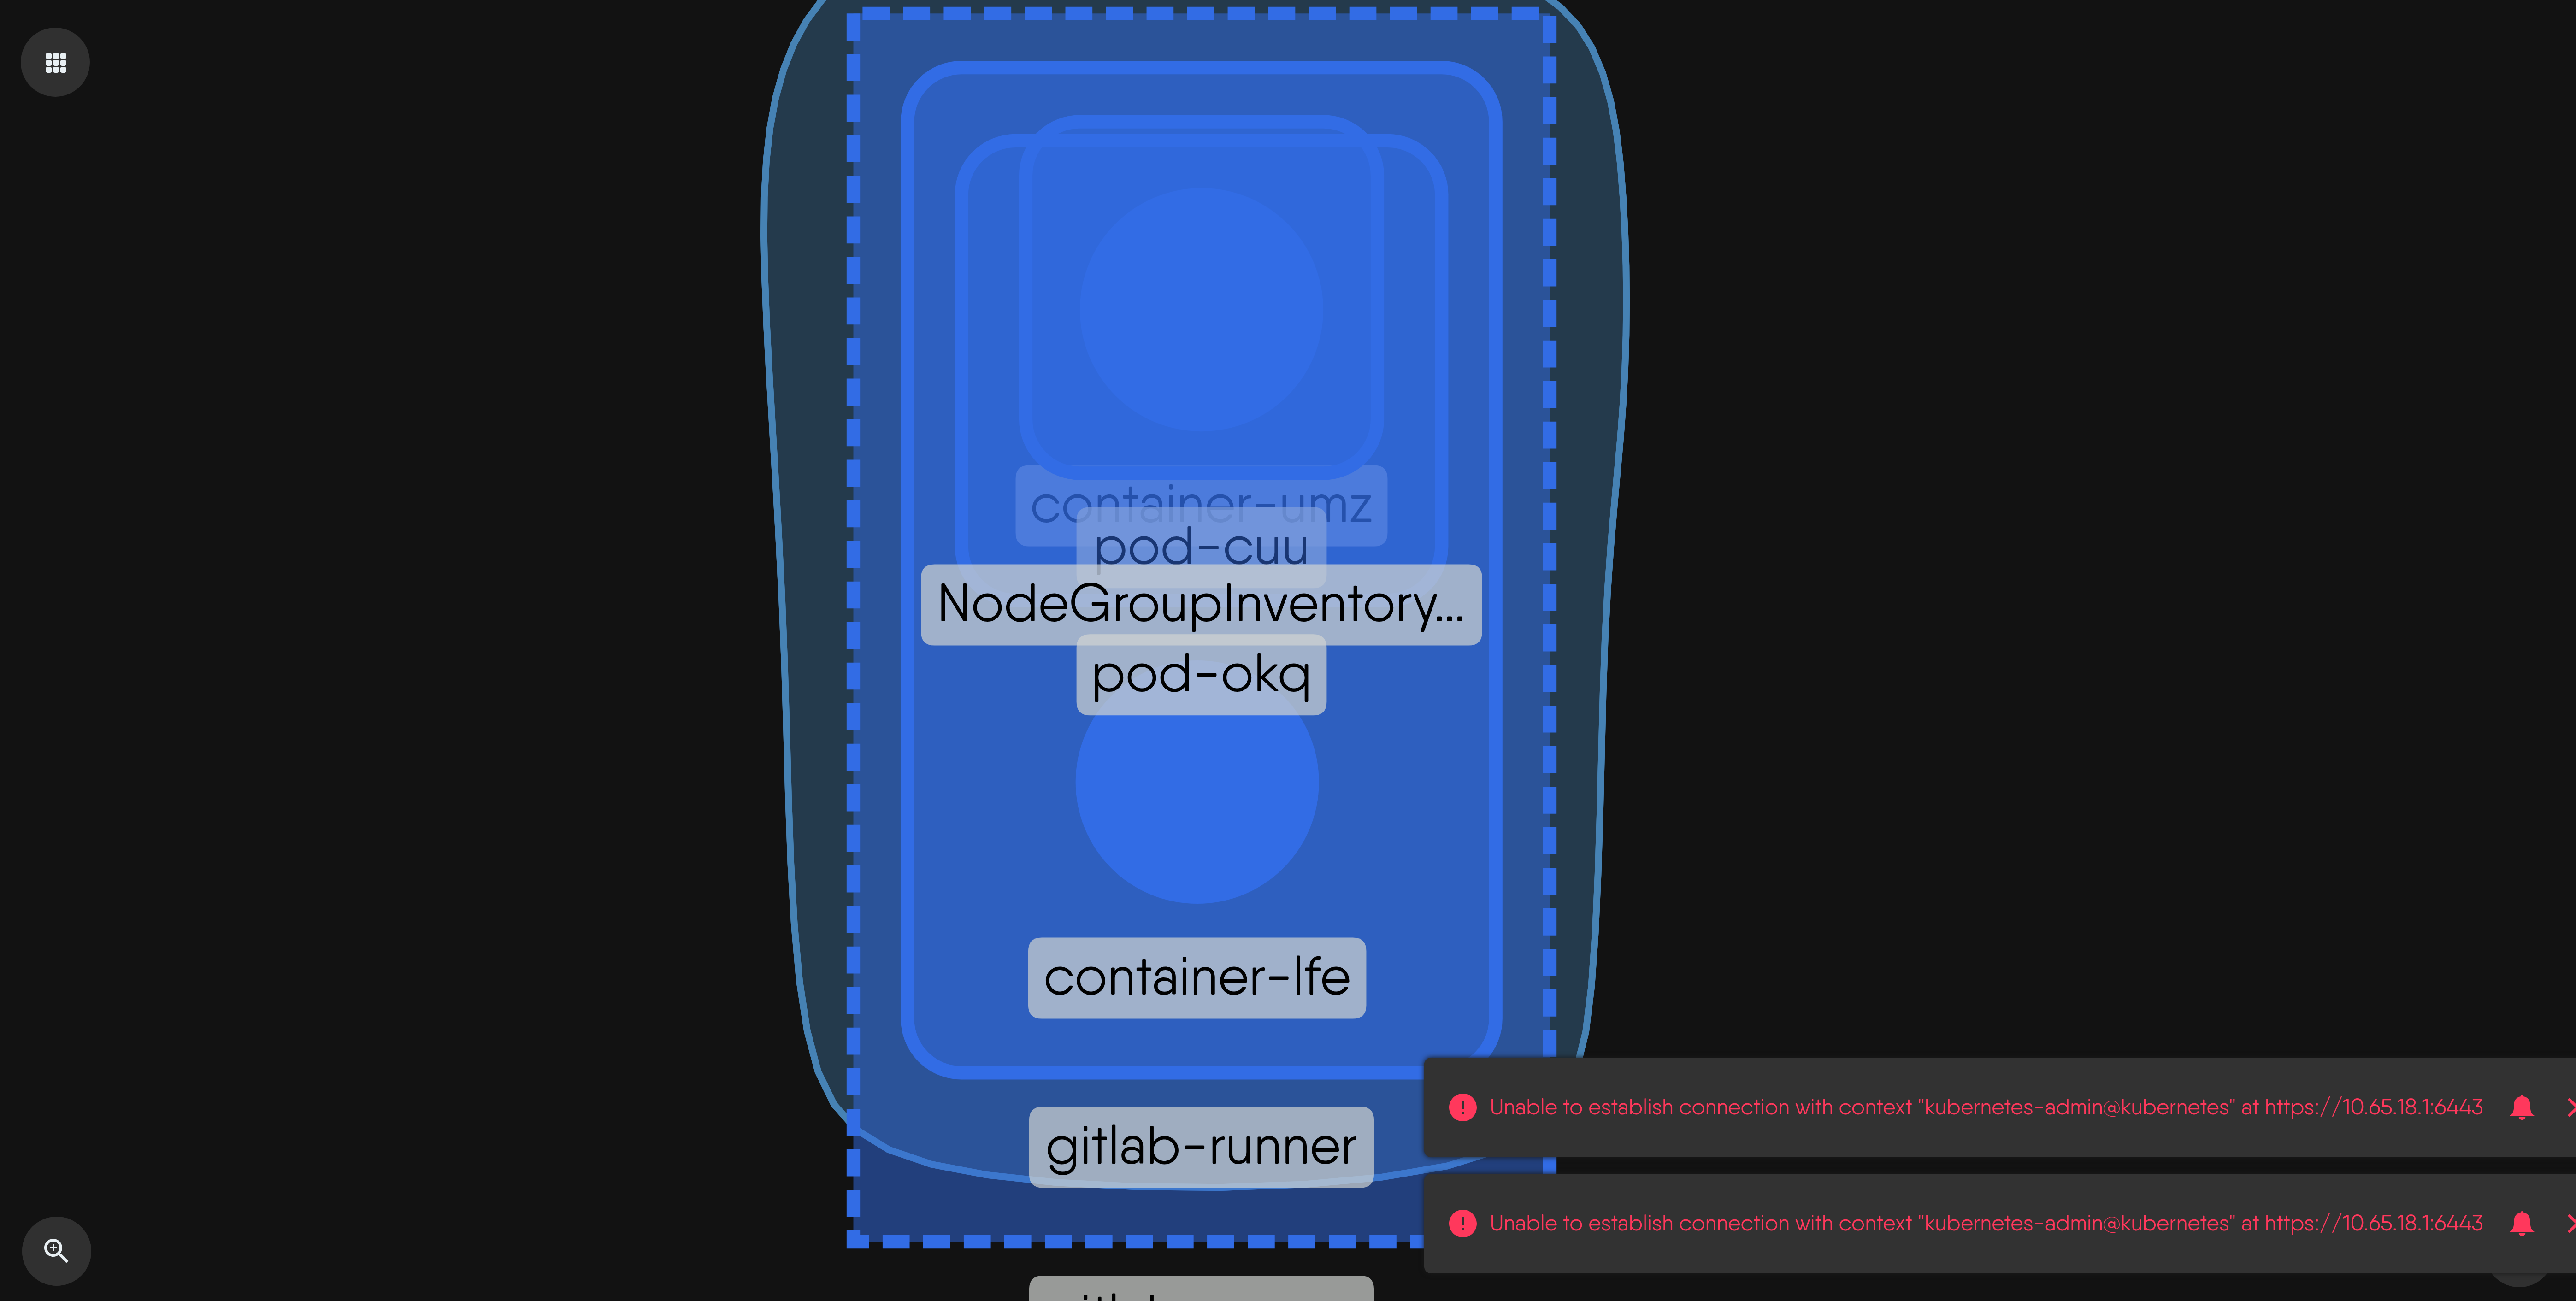 container-umz
pod-cuu
NodeGroupInventory...
pod-okq
container-lfe
gitlab-runner
Unable to establish connection with context "kubernetes-admin@kubernetes" at https://10.65.18.1:6443
Unable to establish connection with context "kubernetes-admin@kubernetes" at https://10.65.18.1:6443